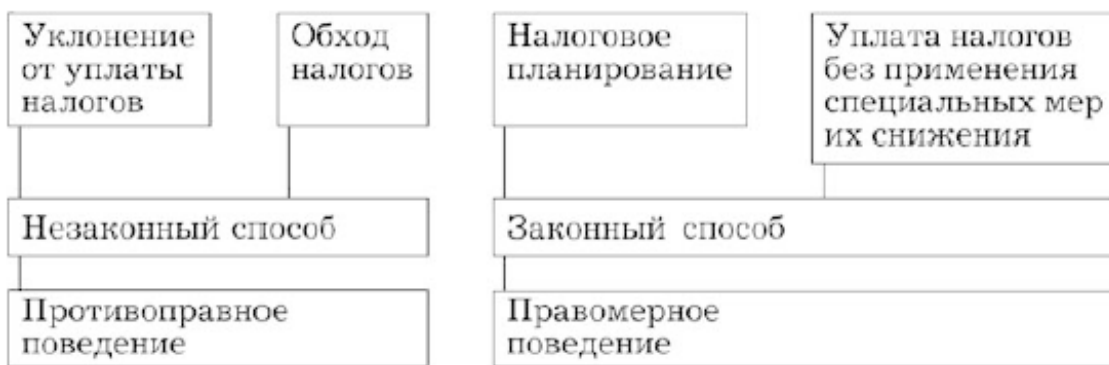 Уклонение
от уплаты
налогов
Обход
налогов
Налоговое
планирование
Уплата налогов
без применения
специальных мер
их снижения
Незаконный способ
Законный способ
Противоправное
поведение
Правомерное
поведение